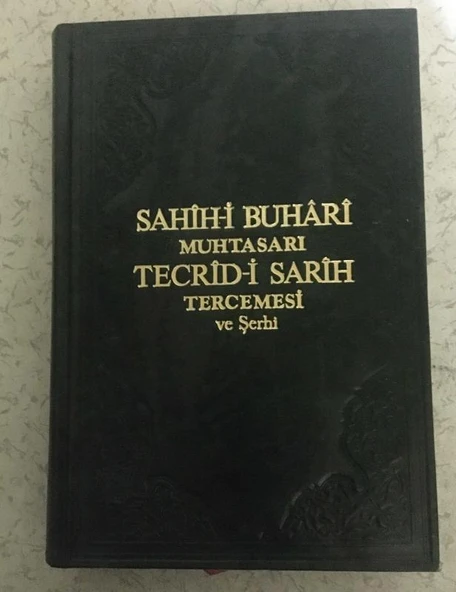 SAHÎH-İ BUHÂRÎ
MUHTASARI
TECRÎD-İ SARÎH
TERCEMESİ
ve Şerhi